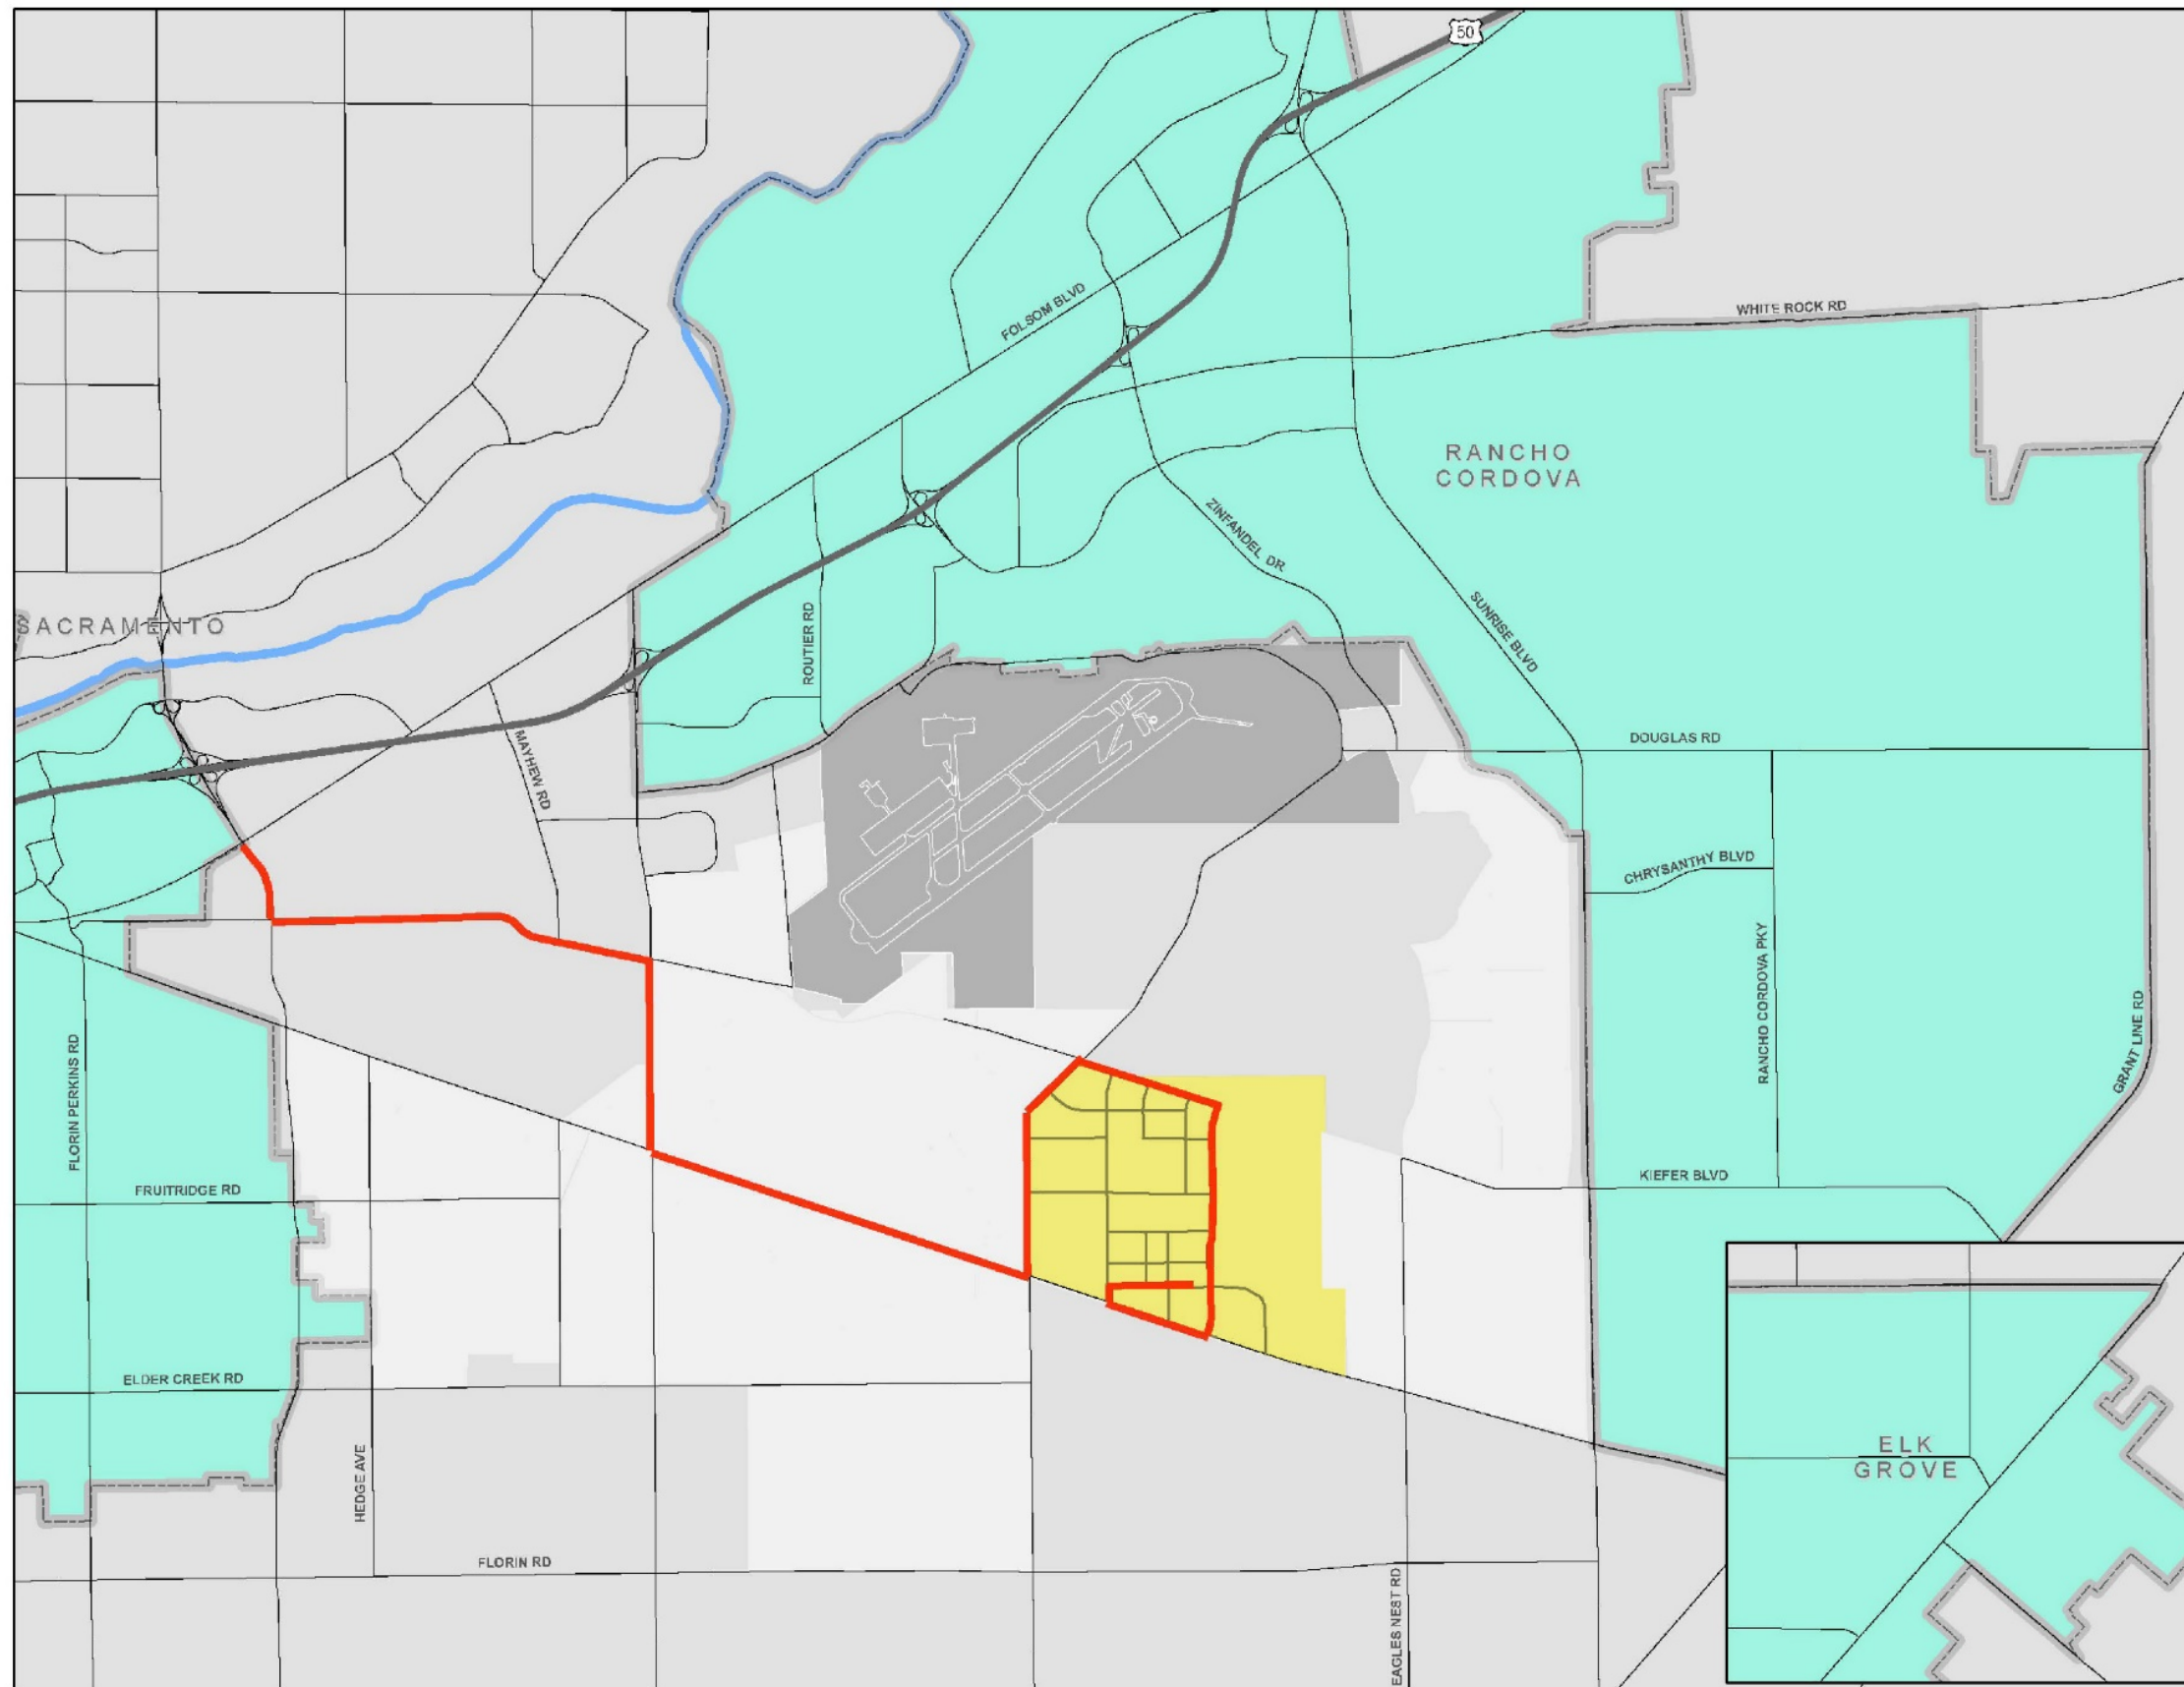 50
FOLSOM BLVD
WHITE ROCK RD
RANCHO
CORDOVA
ZINFANDEL DR
SACRAMENTO
ROUTIER RD
SUNRISE BLVD
MAYHEW RD
DOUGLAS RD
CHRYSANTHY BLVD
RANCHO CORDOVA PKY
GRANT LINE RD
FLORIN PERKINS RD
FRUITRIDGE RD
KIEFER BLVD
ELDER CREEK RD
HEDGE AVE
ELK
GROVE
FLORIN RD
EAGLES NEST RD